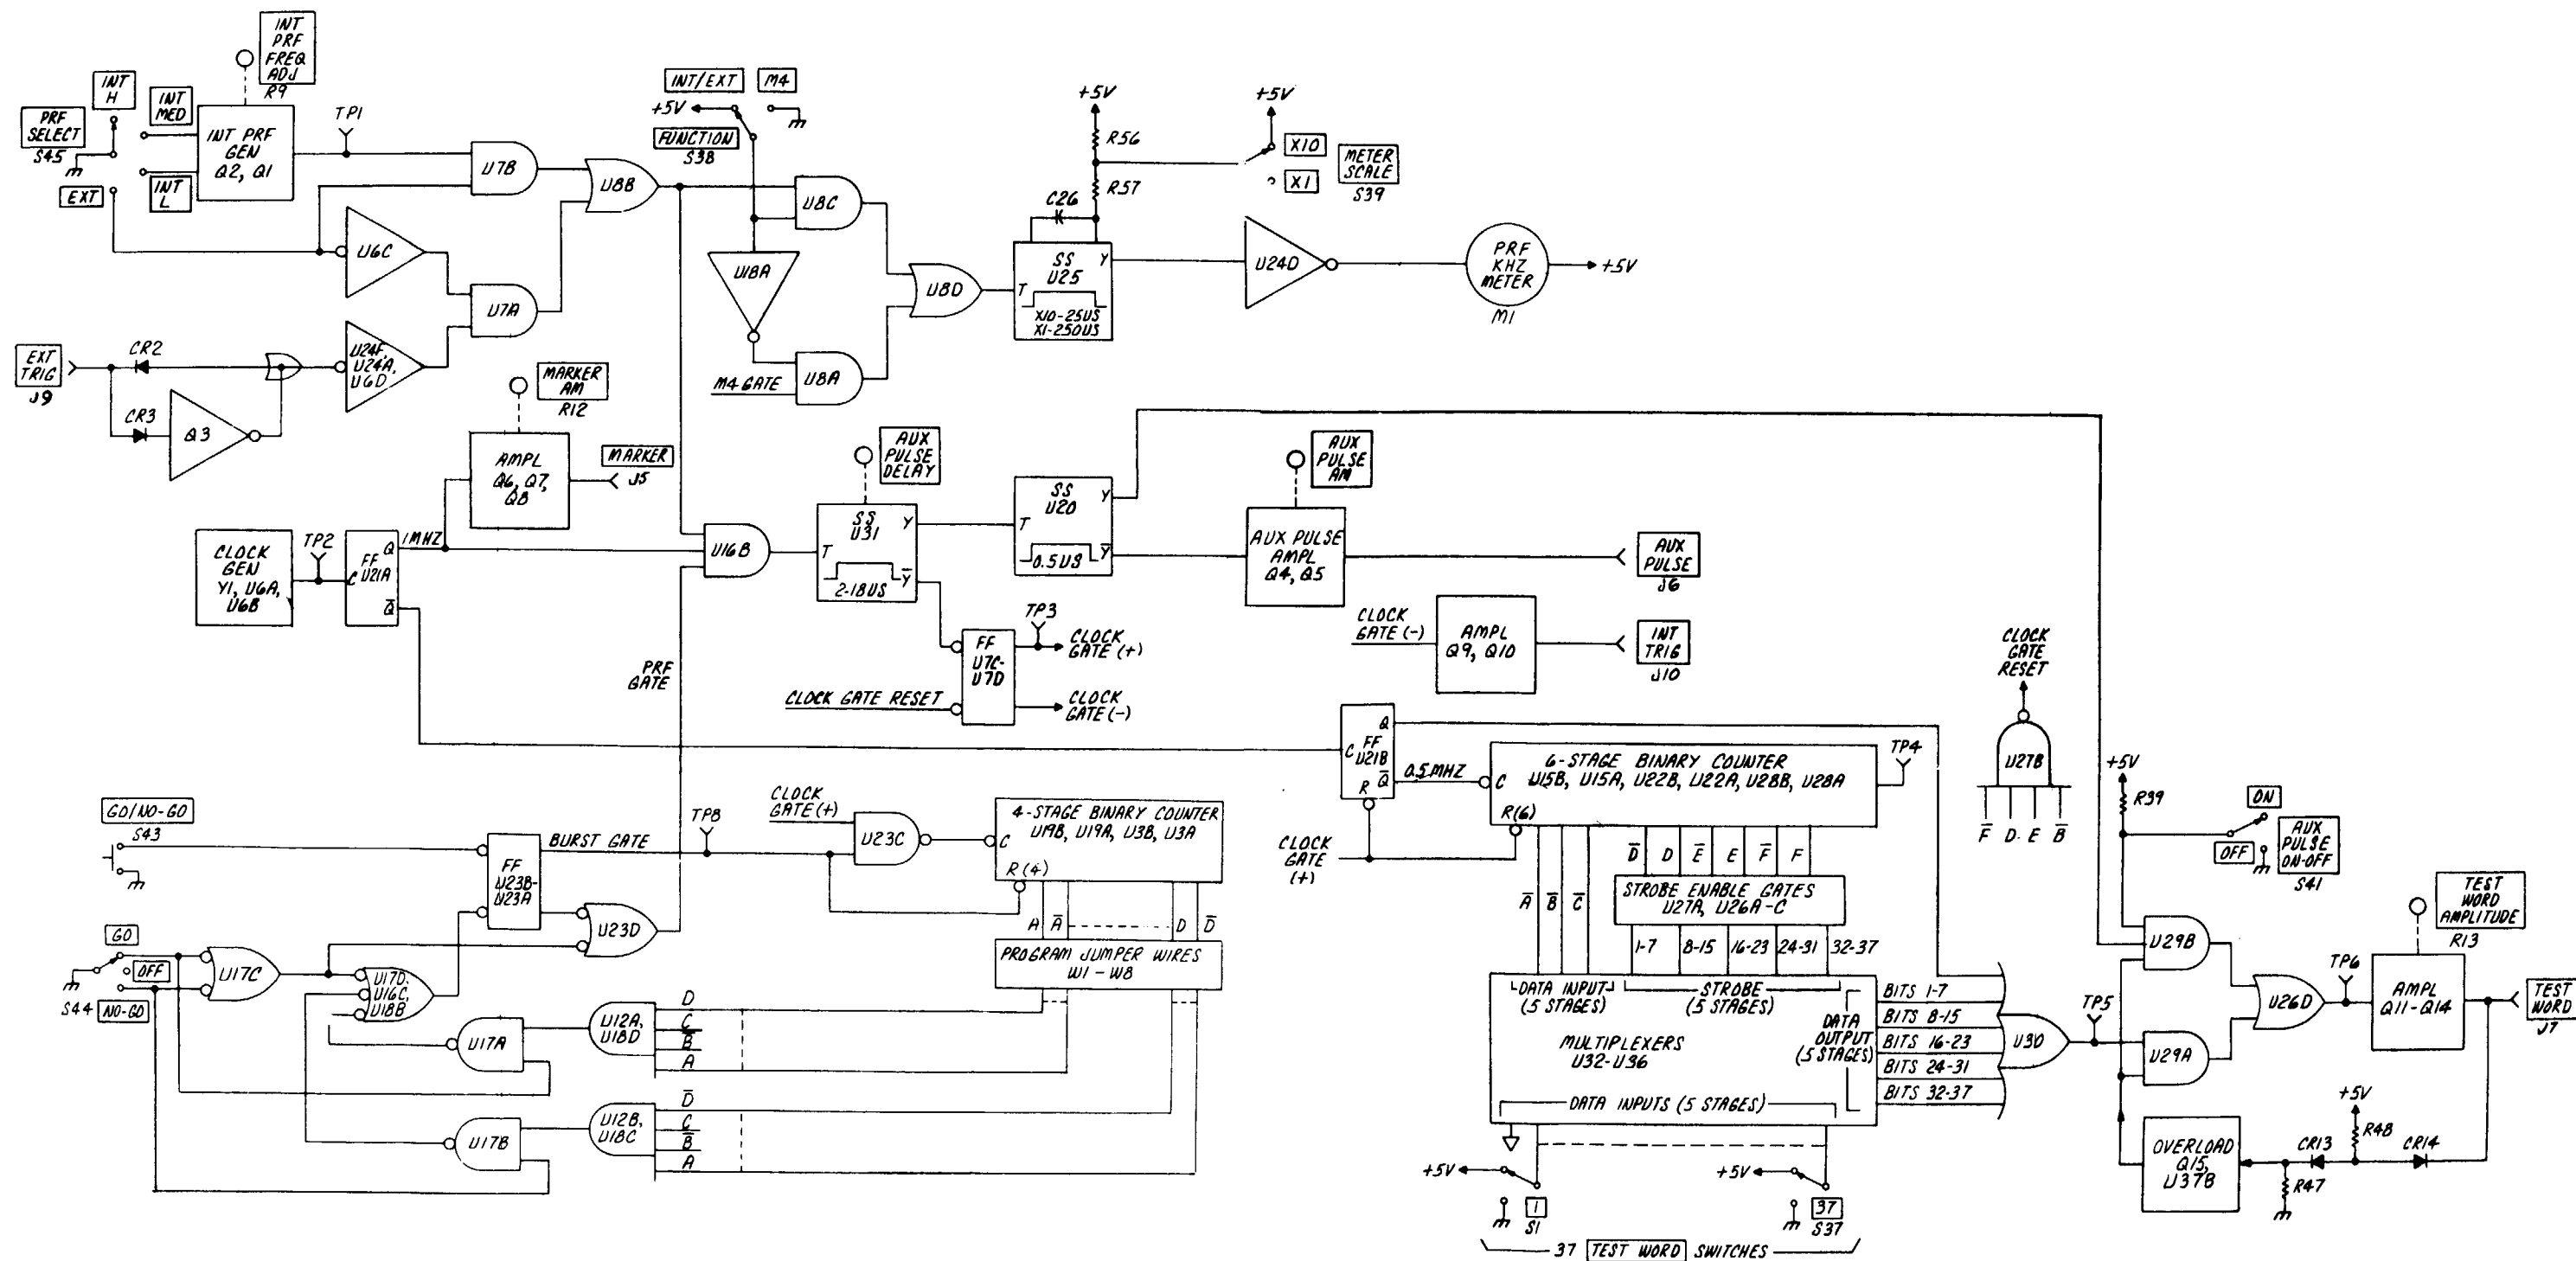 INT
PRF
FREQ
ADJ
R9
INT
H
INT
MED
PRF
SELECT
S45
EXT
INT
L
INT PRF
GEN
Q2, Q1
TP1
U7B
U8B
U6C
U7A
EXT
TRIG
J9
CR2
CR3
Q3
U24F,
U24A,
U6D
INT/EXT
M4
+5V
FUNCTION
S38
U18A
U8C
U8A
M4 GATE
U8D
+5V
R56
R57
C26
SS
U25
T
Y
X10-25US
X1-250US
+5V
X10
X1
METER
SCALE
S39
U24D
PRF
KHZ
METER
M1
+5V
MARKER
AM
R12
AMPL
Q6, Q7,
Q8
MARKER
J5
CLOCK
GEN
Y1, U6A,
U6B
TP2
FF
U21A
C
Q
Q̅
1MHZ
U16B
AUX
PULSE
DELAY
SS
U31
T
Y
Y̅
2-18US
SS
U20
T
Y
Y̅
0.5US
AUX
PULSE
AM
AUX PULSE
AMPL
Q4, Q5
AUX
PULSE
J6
CLOCK
GATE (-)
AMPL
Q9, Q10
INT
TRIG
J10
PRF
GATE
FF
U7C-
U7D
TP3
CLOCK
GATE (+)
CLOCK
GATE (-)
CLOCK GATE RESET
CLOCK
GATE
RESET
U27B
F̅ D E B̅
GO/NO-GO
S43
FF
U23B-
U23A
BURST GATE
TP8
CLOCK
GATE (+)
U23C
C
4-STAGE BINARY COUNTER
U19B, U19A, U3B, U3A
R(4)
A A̅ D D̅
PROGRAM JUMPER WIRES
W1-W8
U23D
GO
OFF
S44
NO-GO
U17C
U17D,
U16C,
U18B
U17A
U12A,
U18D
D
C
B̅
A
U17B
U12B,
U18C
D̅
C
B̅
A
C
FF
U21B
Q
Q̅
R
0.5MHZ
C
6-STAGE BINARY COUNTER
U15B, U15A, U22B, U22A, U28B, U28A
R(6)
TP4
CLOCK
GATE
(+)
A̅ B̅ C̅
D̅ D E̅ E F̅ F
STROBE ENABLE GATES
U27A, U26A-C
1-7 8-15 16-23 24-31 32-37
DATA INPUT
(5 STAGES)
STROBE
(5 STAGES)
MULTIPLEXERS
U32-U36
DATA
OUTPUT
(5 STAGES)
DATA INPUTS (5 STAGES)
BITS 1-7
BITS 8-15
BITS 16-23
BITS 24-31
BITS 32-37
U30
TP5
+5V
1
S1
+5V
37
S37
37 TEST WORD SWITCHES
+5V
R39
ON
OFF
AUX
PULSE
ON-OFF
S41
U29B
U29A
U26D
TP6
TEST
WORD
AMPLITUDE
R13
AMPL
Q11-Q14
TEST
WORD
J7
OVERLOAD
Q15,
U37B
CR13
+5V
R48
CR14
R47